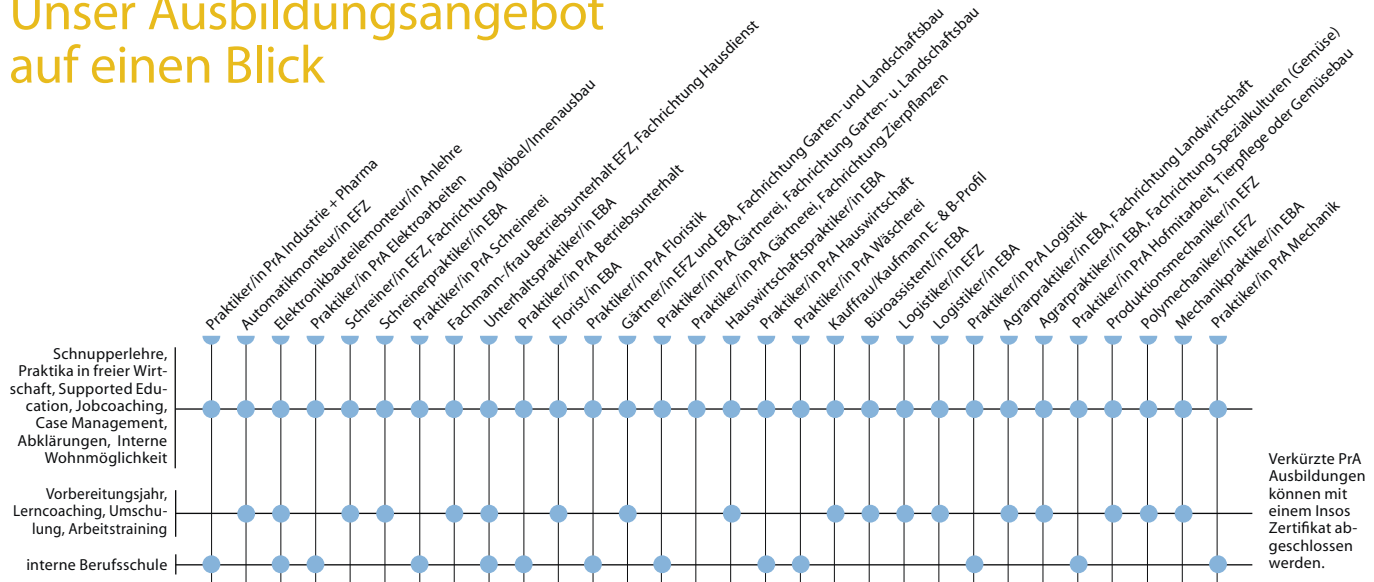 Unser Ausbildungsangebot
auf einen Blick
Praktiker/in PrA Industrie + Pharma
Automatikmonteur/in EFZ
Elektronikbauteilemonteur/in Anlehre
Praktiker/in PrA Elektroarbeiten
Schreiner/in EFZ, Fachrichtung Möbel/Innenausbau
Schreinerpraktiker/in EBA
Praktiker/in PrA Schreinerei
Fachmann-/frau Betriebsunterhalt EFZ, Fachrichtung Hausdienst
Unterhaltspraktiker/in EBA
Praktiker/in PrA Betriebsunterhalt
Florist/in EBA
Praktiker/in PrA Floristik
Gärtner/in EFZ und EBA, Fachrichtung Garten- und Landschaftsbau
Praktiker/in PrA Gärtnerei, Fachrichtung Garten- u. Landschaftsbau
Praktiker/in PrA Gärtnerei, Fachrichtung Zierpflanzen
Hauswirtschaftspraktiker/in EBA
Praktiker/in PrA Hauswirtschaft
Praktiker/in PrA Wäscherei
Kauffrau/Kaufmann E- & B-Profil
Büroassistent/in EBA
Logistiker/in EFZ
Logistiker/in EBA
Praktiker/in PrA Logistik
Agrarpraktiker/in EBA, Fachrichtung Landwirtschaft
Agrarpraktiker/in EBA, Fachrichtung Spezialkulturen (Gemüse)
Praktiker/in PrA Hofmitarbeit, Tierpflege oder Gemüsebau
Produktionsmechaniker/in EFZ
Polymechaniker/in EFZ
Mechanikpraktiker/in EBA
Praktiker/in PrA Mechanik
Schnupperlehre,
Praktika in freier Wirt-
schaft, Supported Edu-
cation, Jobcoaching,
Case Management,
Abklärungen, Interne
Wohnmöglichkeit
Vorbereitungsjahr,
Lerncoaching, Umschu-
lung, Arbeitstraining
interne Berufsschule
Verkürzte PrA
Ausbildungen
können mit
einem Insos
Zertifikat ab-
geschlossen
werden.